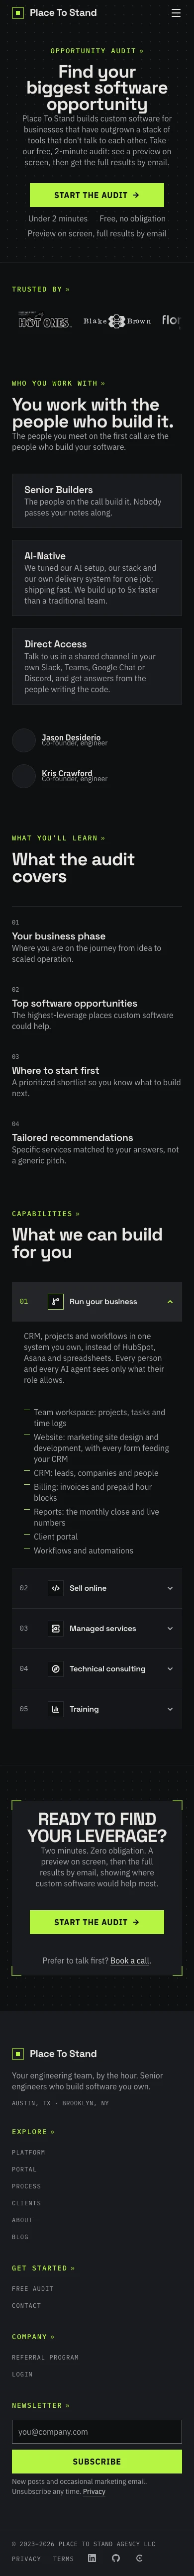 Place To Stand
OPPORTUNITY AUDIT »
Find your
biggest software
opportunity
Place To Stand builds custom software for
businesses that have outgrown a stack of
tools that don't talk to each other. Take
our free, 2-minute audit: see a preview on
screen, then get the full results by email.
START THE AUDIT →
Under 2 minutes Free, no obligation
Preview on screen, full results by email
TRUSTED BY »
HOT ONES Blake Brown flor
WHO YOU WORK WITH »
You work with the
people who build it.
The people you meet on the first call are the
people who build your software.
Senior Builders
The people on the call build it. Nobody
passes your notes along.
AI-Native
We tuned our AI setup, our stack and
our own delivery system for one job:
shipping fast. We build up to 5x faster
than a traditional team.
Direct Access
Talk to us in a shared channel in your
own Slack, Teams, Google Chat or
Discord, and get answers from the
people writing the code.
Jason Desiderio
Co-founder, engineer
Kris Crawford
Co-founder, engineer
WHAT YOU'LL LEARN »
What the audit
covers
01
Your business phase
Where you are on the journey from idea to
scaled operation.
02
Top software opportunities
The highest-leverage places custom software
could help.
03
Where to start first
A prioritized shortlist so you know what to build
next.
04
Tailored recommendations
Specific services matched to your answers, not
a generic pitch.
CAPABILITIES »
What we can build
for you
01 Run your business
CRM, projects and workflows in one
system you own, instead of HubSpot,
Asana and spreadsheets. Every person
and every AI agent sees only what their
role allows.
Team workspace: projects, tasks and
time logs
Website: marketing site design and
development, with every form feeding
your CRM
CRM: leads, companies and people
Billing: invoices and prepaid hour
blocks
Reports: the monthly close and live
numbers
Client portal
Workflows and automations
02 Sell online
03 Managed services
04 Technical consulting
05 Training
READY TO FIND
YOUR LEVERAGE?
Two minutes. Zero obligation. A
preview on screen, then the full
results by email, showing where
custom software would help most.
START THE AUDIT →
Prefer to talk first? Book a call.
Place To Stand
Your engineering team, by the hour. Senior
engineers who build software you own.
AUSTIN, TX · BROOKLYN, NY
EXPLORE »
PLATFORM
PORTAL
PROCESS
CLIENTS
ABOUT
BLOG
GET STARTED »
FREE AUDIT
CONTACT
COMPANY »
REFERRAL PROGRAM
LOGIN
NEWSLETTER »
you@company.com
SUBSCRIBE
New posts and occasional marketing email.
Unsubscribe any time. Privacy
© 2023–2026 PLACE TO STAND AGENCY LLC
PRIVACY TERMS